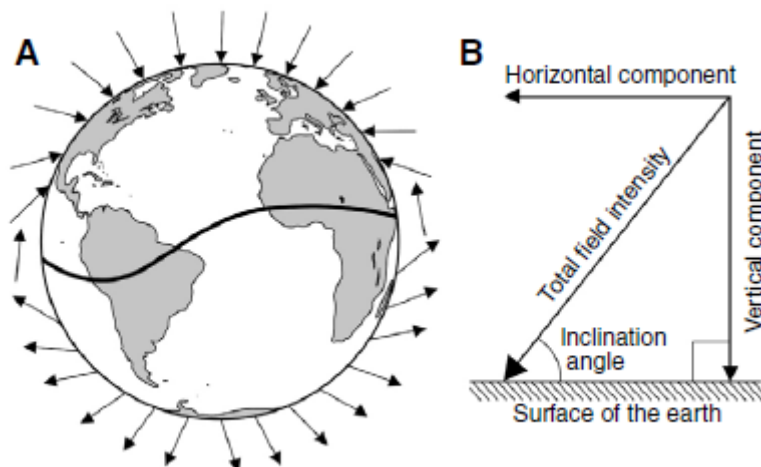 A
B
Horizontal component
Total field intensity
Vertical component
Inclination
angle
Surface of the earth